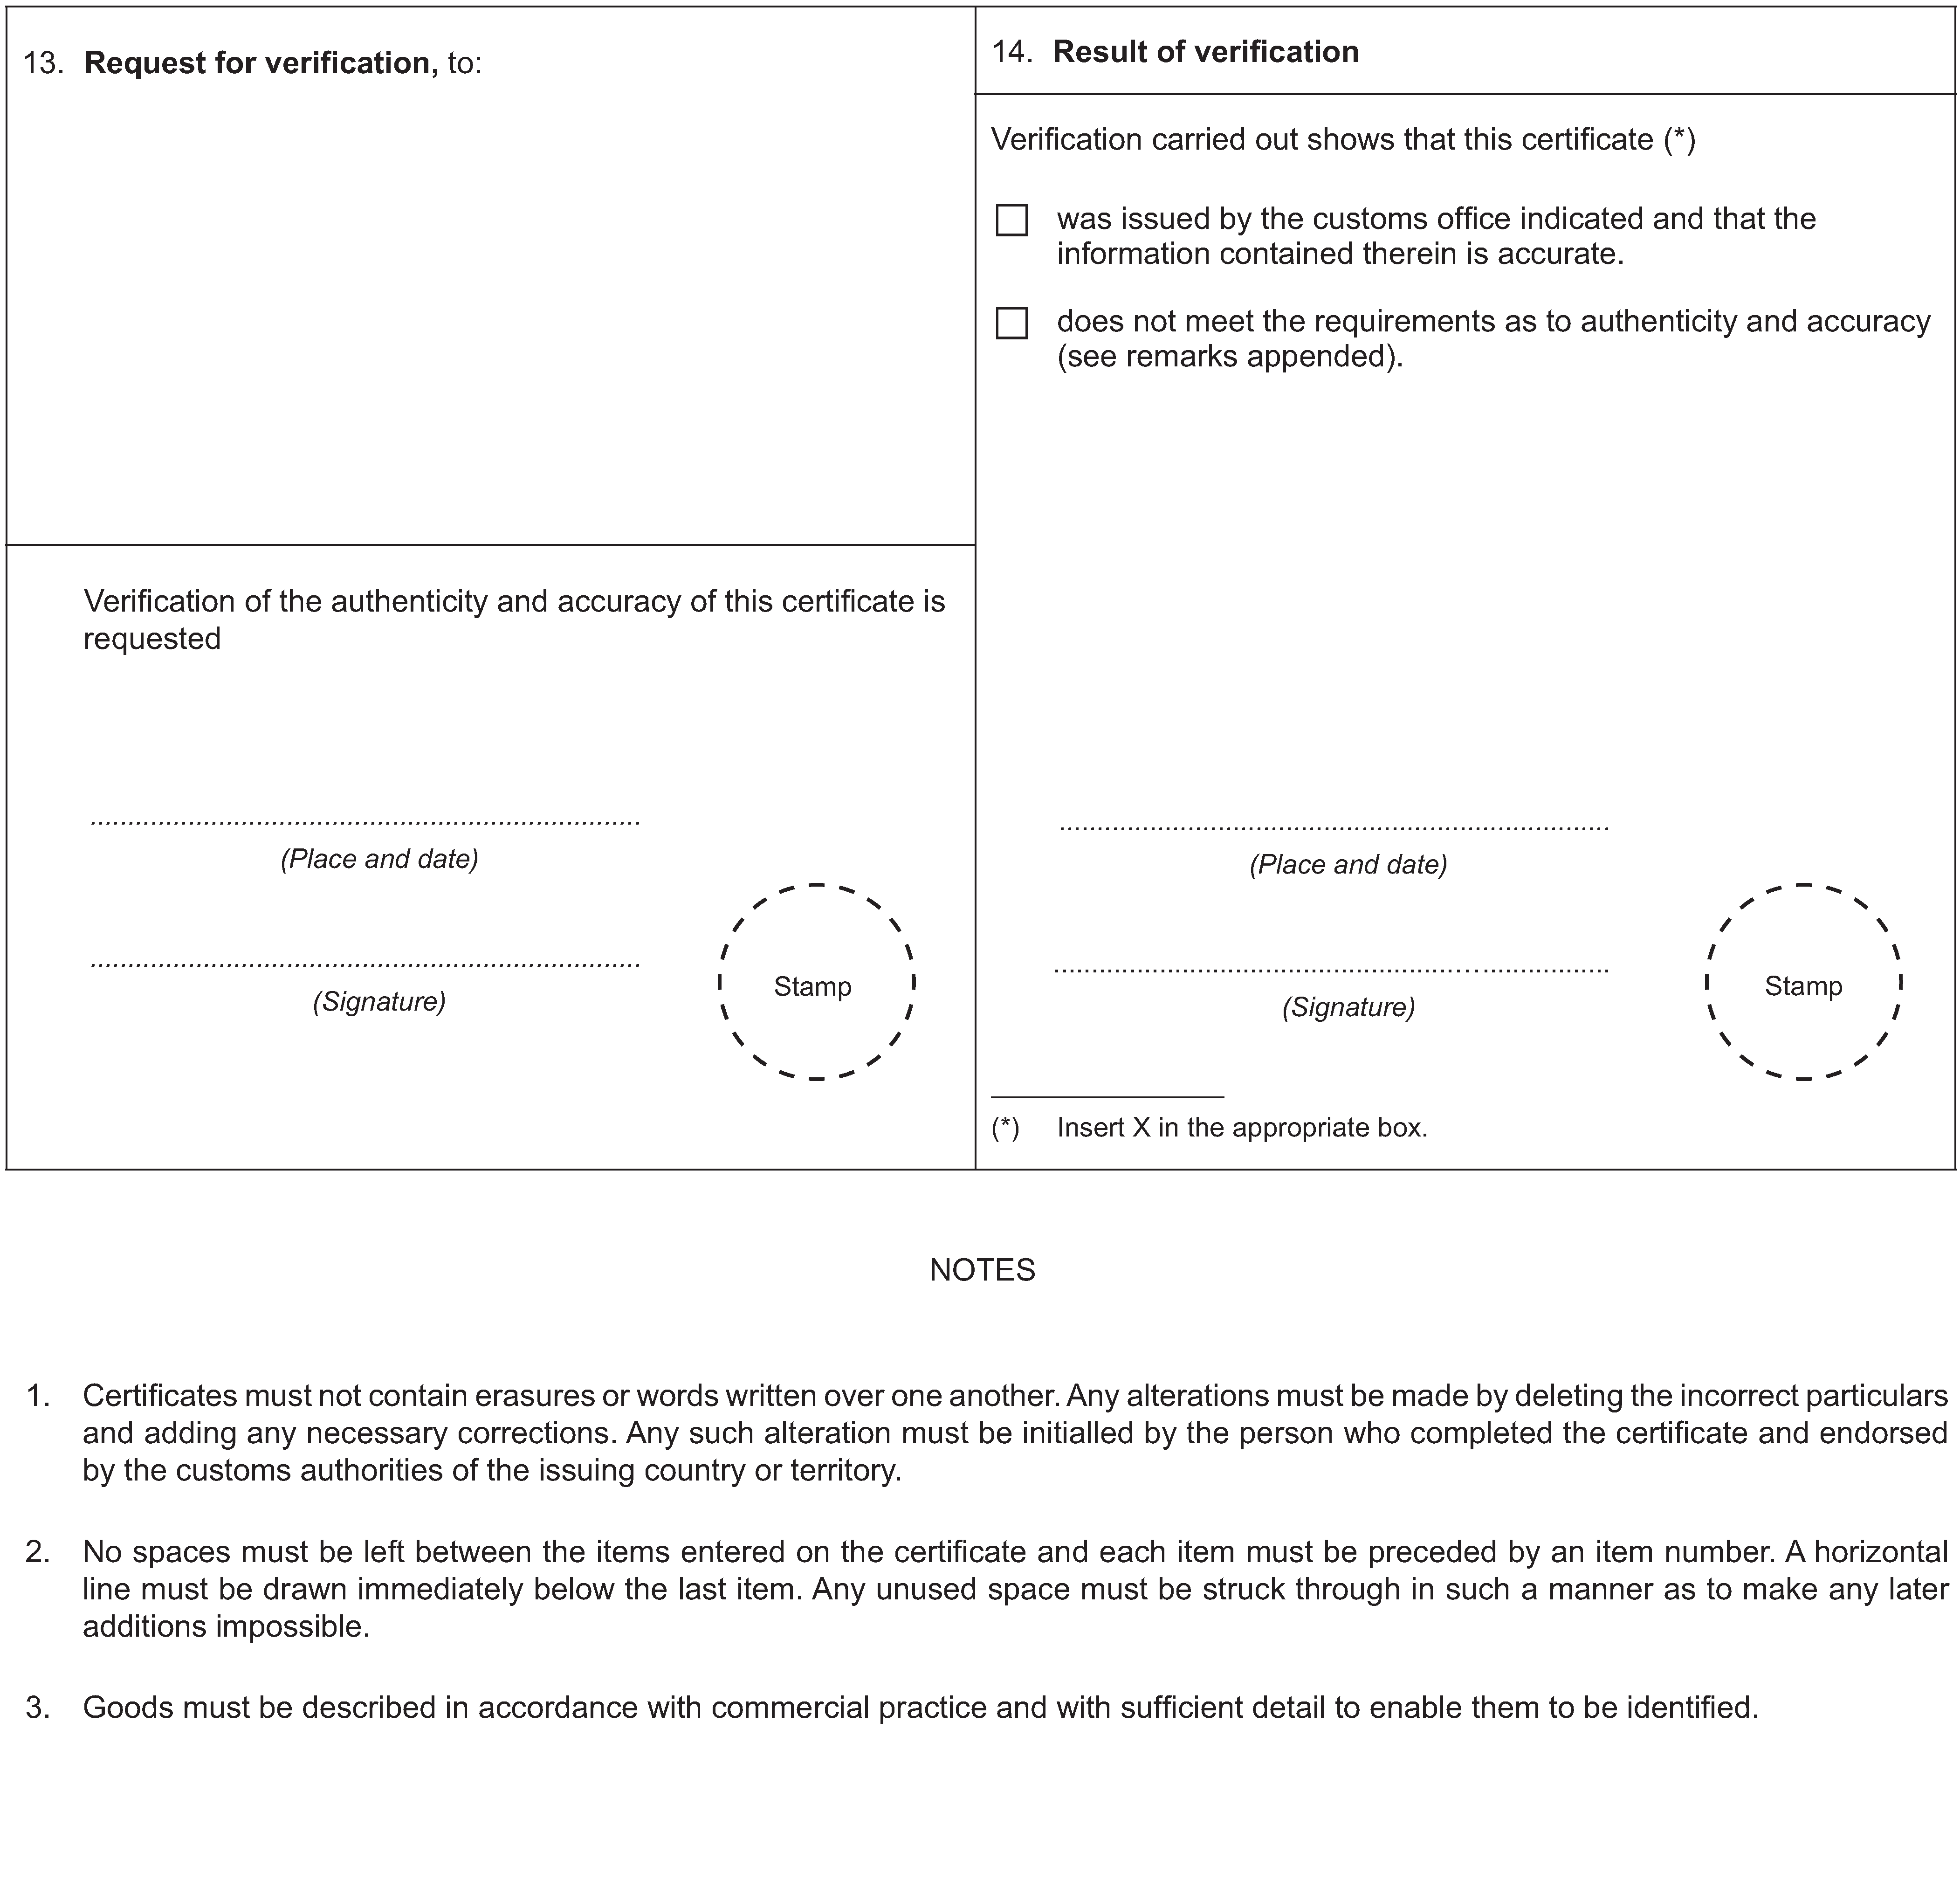 13. Request for verification, to:
Verification of the authenticity and accuracy of this certificate is
requested
(Place and date)
(Signature)
Stamp
14. Result of verification
Verification carried out shows that this certificate (*)
was issued by the customs office indicated and that the
information contained therein is accurate.
does not meet the requirements as to authenticity and accuracy
(see remarks appended).
(Place and date)
(Signature)
Stamp
(*) Insert X in the appropriate box.
NOTES
1. Certificates must not contain erasures or words written over one another. Any alterations must be made by deleting the incorrect particulars
and adding any necessary corrections. Any such alteration must be initialled by the person who completed the certificate and endorsed
by the customs authorities of the issuing country or territory.
2. No spaces must be left between the items entered on the certificate and each item must be preceded by an item number. A horizontal
line must be drawn immediately below the last item. Any unused space must be struck through in such a manner as to make any later
additions impossible.
3. Goods must be described in accordance with commercial practice and with sufficient detail to enable them to be identified.